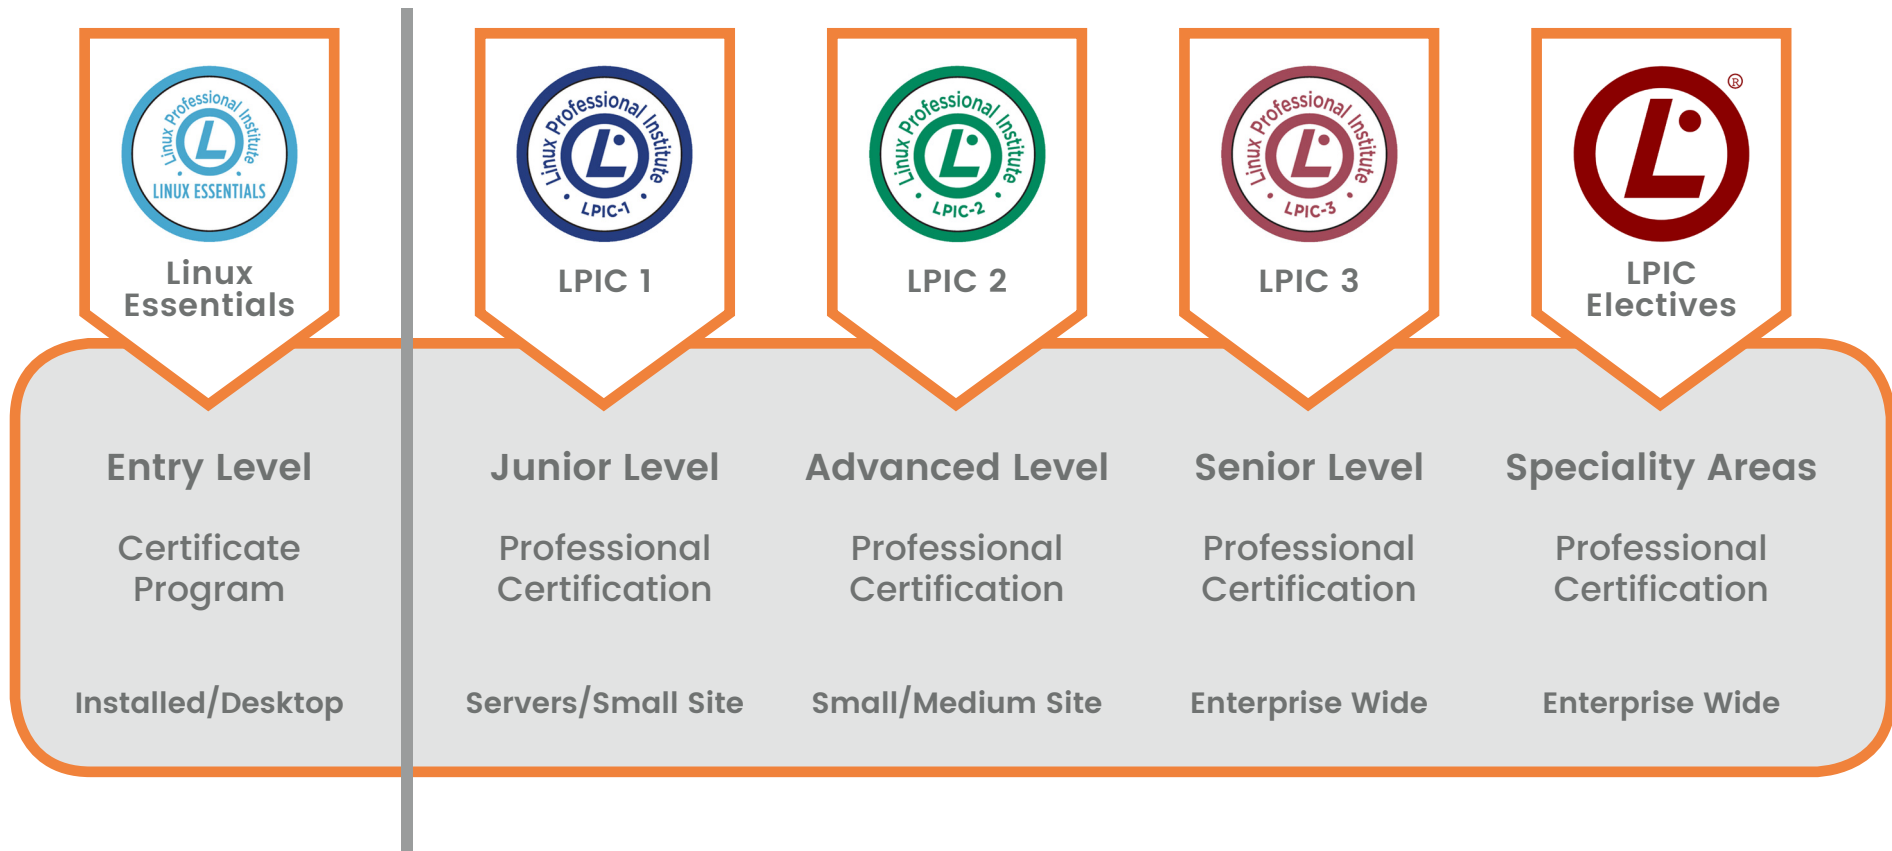 Linux Professional Institute
LINUX ESSENTIALS
Linux
Essentials
Linux Professional Institute
LPIC-1
LPIC 1
Linux Professional Institute
LPIC-2
LPIC 2
Linux Professional Institute
LPIC-3
LPIC 3
®
LPIC
Electives
Entry Level
Certificate
Program
Installed/Desktop
Junior Level
Professional
Certification
Servers/Small Site
Advanced Level
Professional
Certification
Small/Medium Site
Senior Level
Professional
Certification
Enterprise Wide
Speciality Areas
Professional
Certification
Enterprise Wide